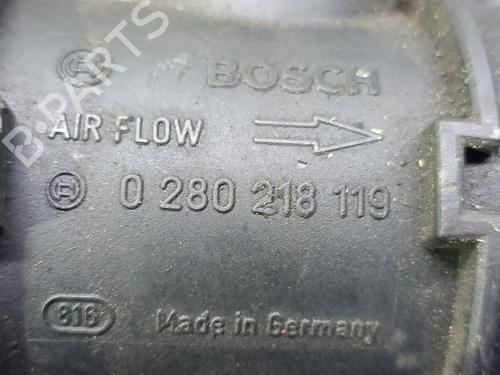 BOSCH
AIR FLOW
0 280 218 119
816
Made in Germany
B-PARTS